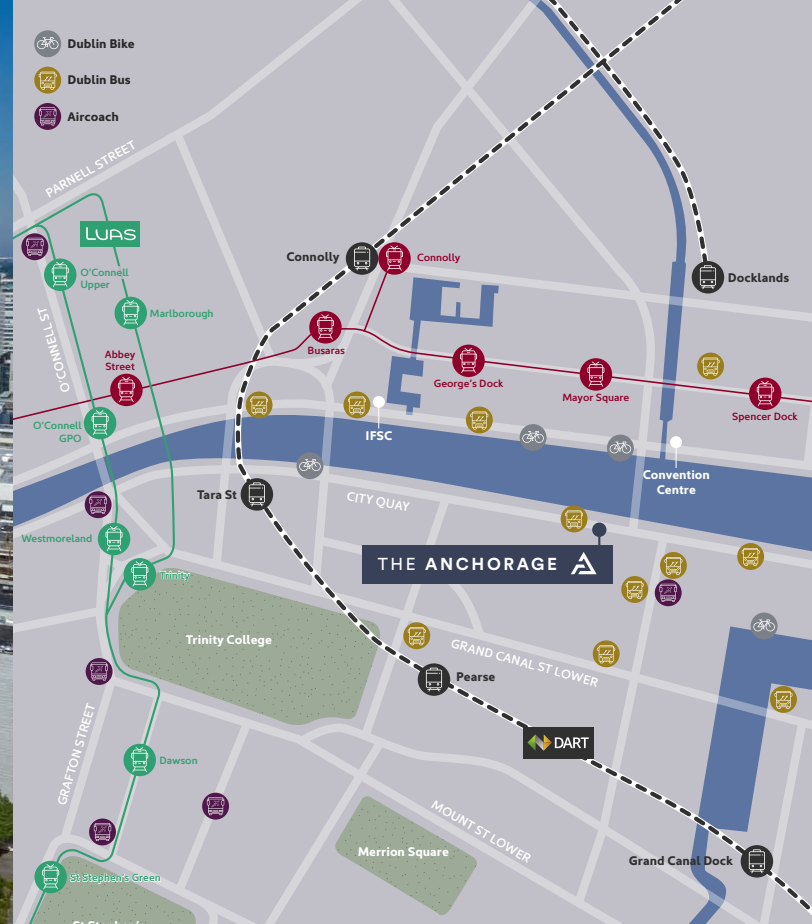 Dublin Bike
Dublin Bus
Aircoach
PARNELL STREET
LUAS
O'Connell
Upper
Marlborough
O'CONNELL ST
Connolly
Connolly
Docklands
Abbey
Street
Busaras
George's Dock
Mayor Square
Spencer Dock
O'Connell
GPO
IFSC
Convention
Centre
Tara St
CITY QUAY
Westmoreland
THE ANCHORAGE
Trinity
Trinity College
GRAND CANAL ST LOWER
Pearse
GRAFTON STREET
DART
Dawson
MOUNT ST LOWER
Merrion Square
Grand Canal Dock
St Stephen's Green